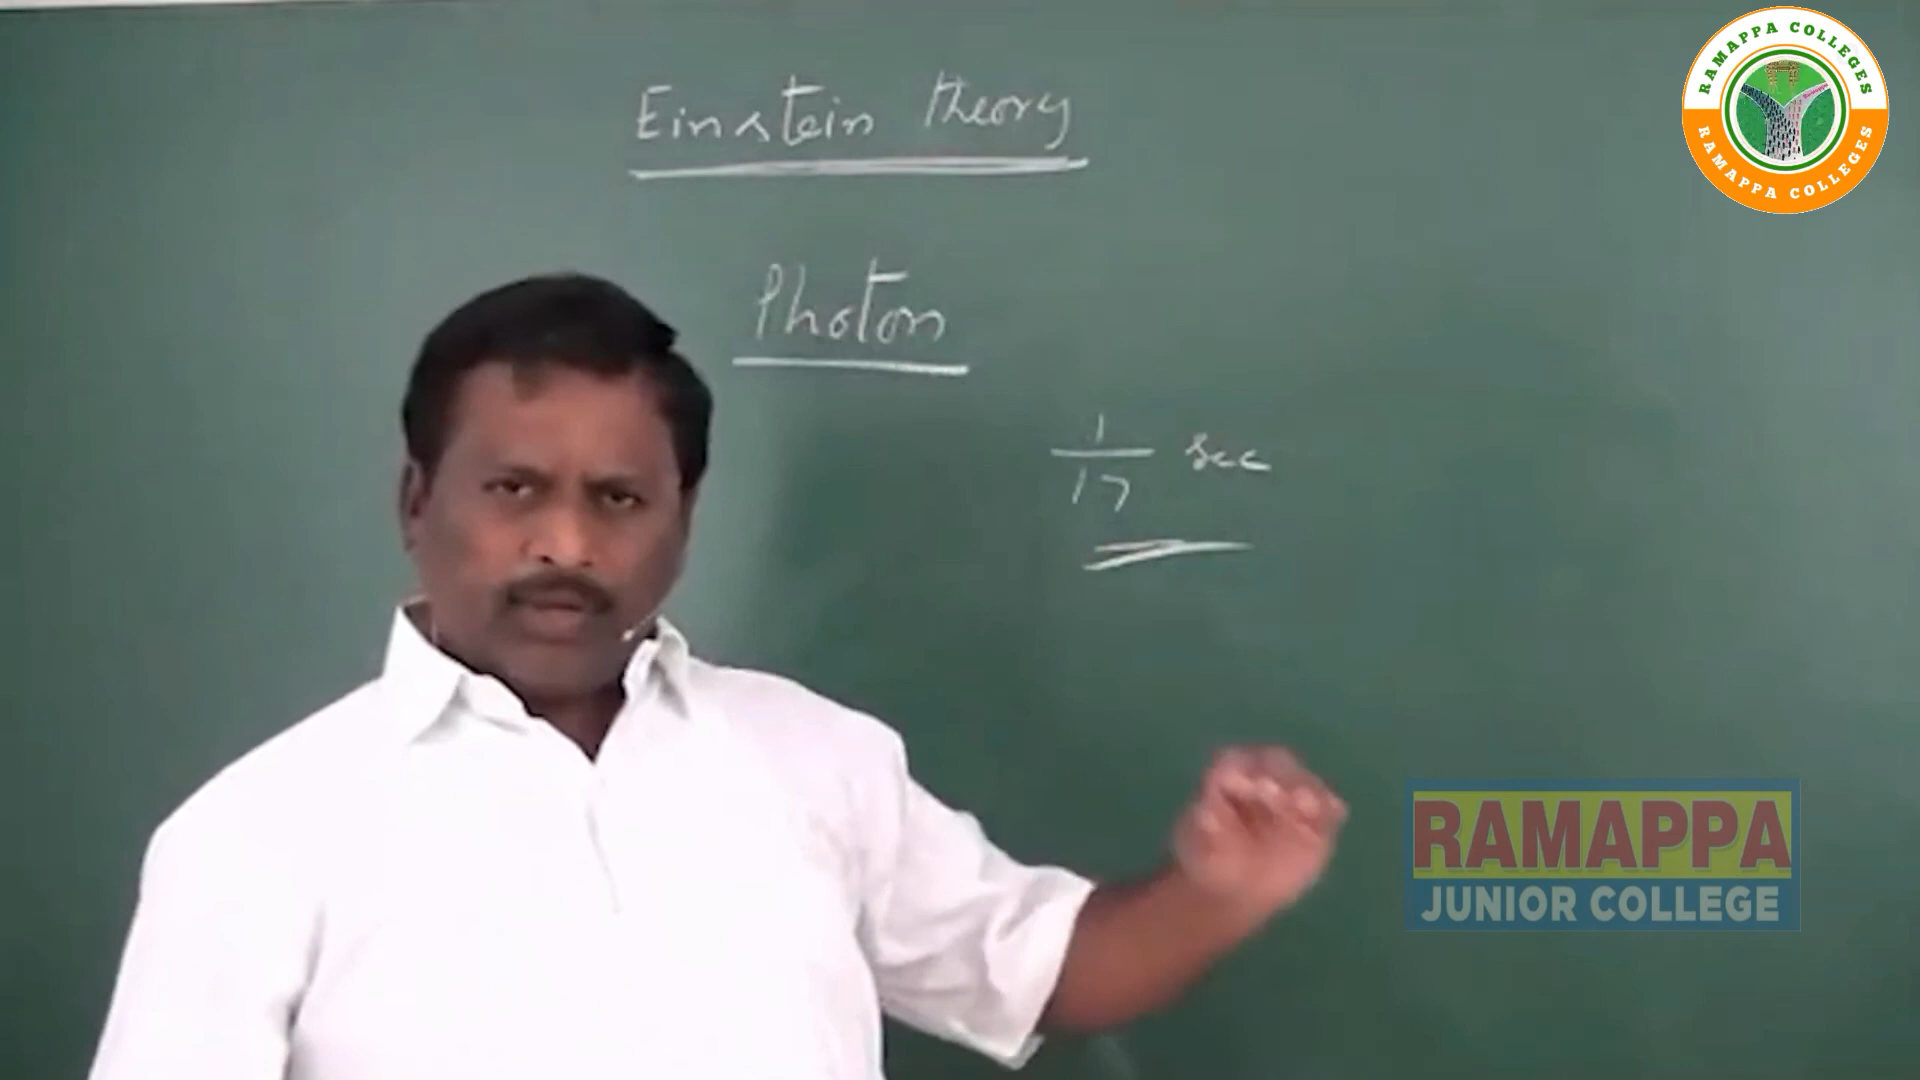 RAMAPPA COLLEGES
RAMAPPA COLLEGES
Einstein theory
Photon
1/17 sec
RAMAPPA
JUNIOR COLLEGE